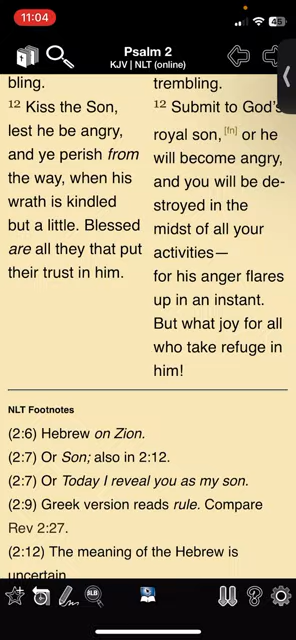 11:04
45
Psalm 2
KJV | NLT (online)
bling.
12 Kiss the Son,
lest he be angry,
and ye perish from
the way, when his
wrath is kindled
but a little. Blessed
are all they that put
their trust in him.
trembling.
12 Submit to God's
royal son, [fn] or he
will become angry,
and you will be de-
stroyed in the
midst of all your
activities—
for his anger flares
up in an instant.
But what joy for all
who take refuge in
him!
NLT Footnotes
(2:6) Hebrew on Zion.
(2:7) Or Son; also in 2:12.
(2:7) Or Today I reveal you as my son.
(2:9) Greek version reads rule. Compare
Rev 2:27.
(2:12) The meaning of the Hebrew is
uncertain.
BLB